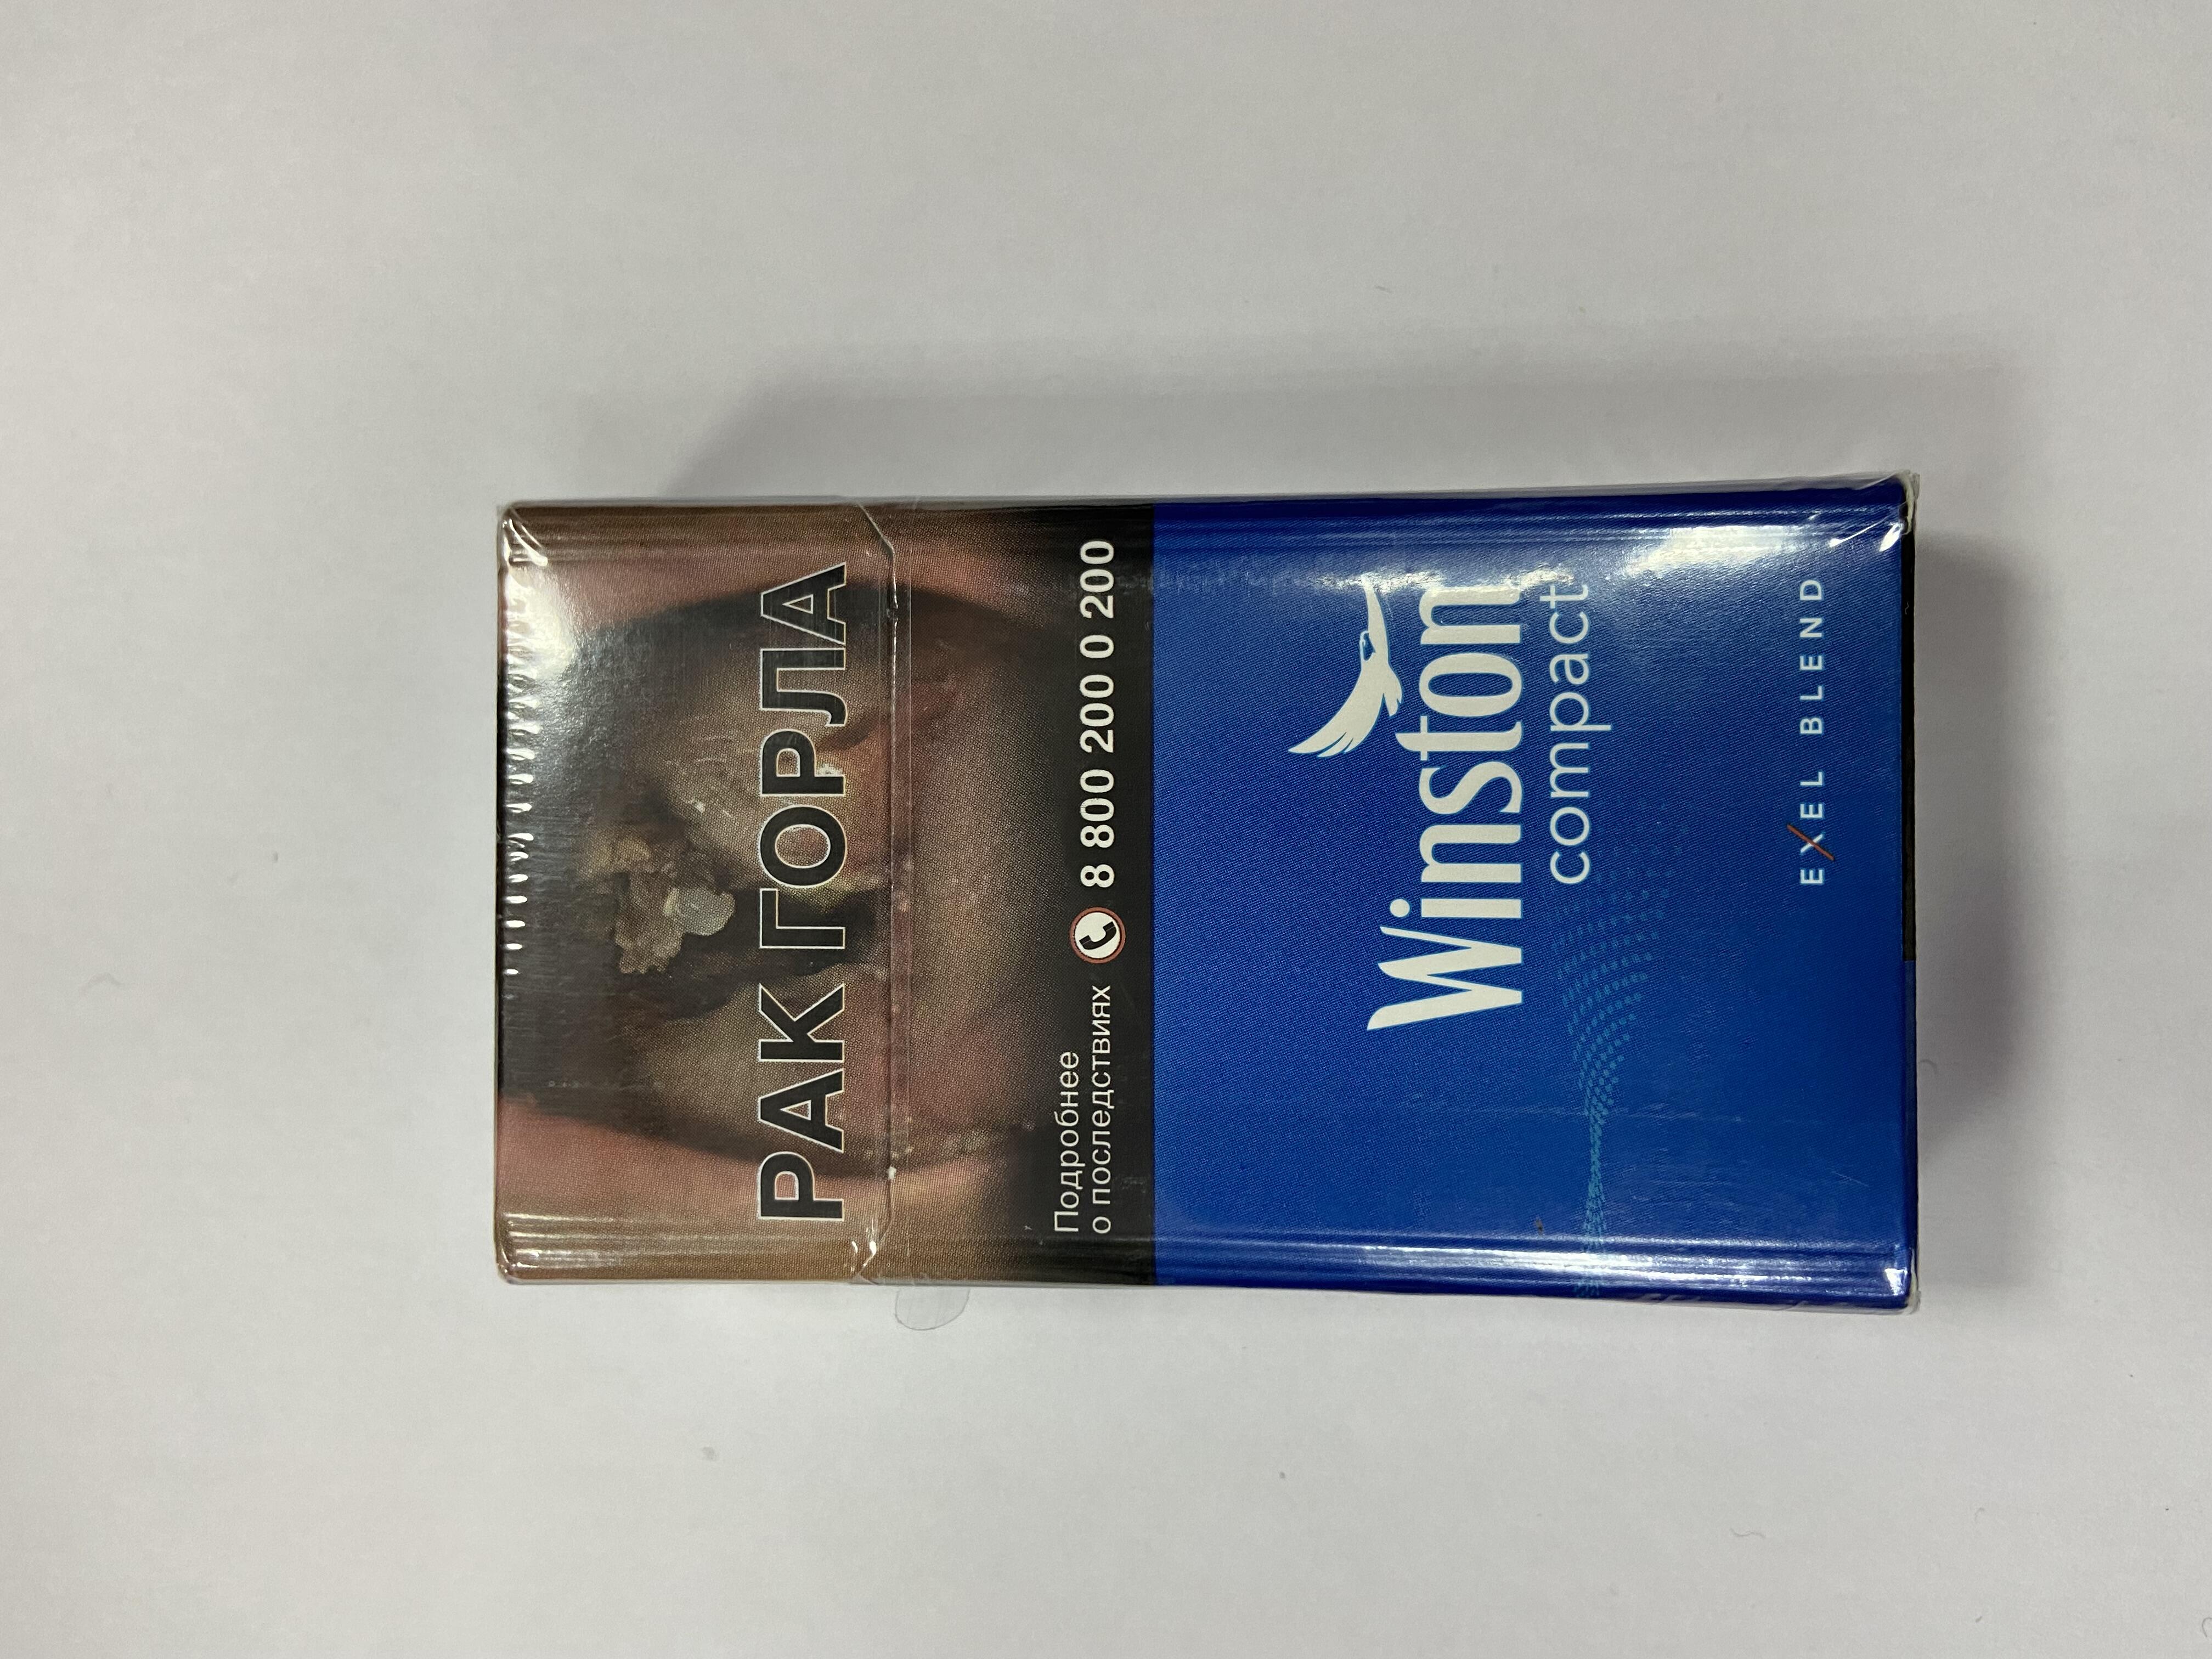 РАК ГОРЛА
Подробнее
о последствиях 8 800 200 0 200
Winston
compact
EXEL BLEND